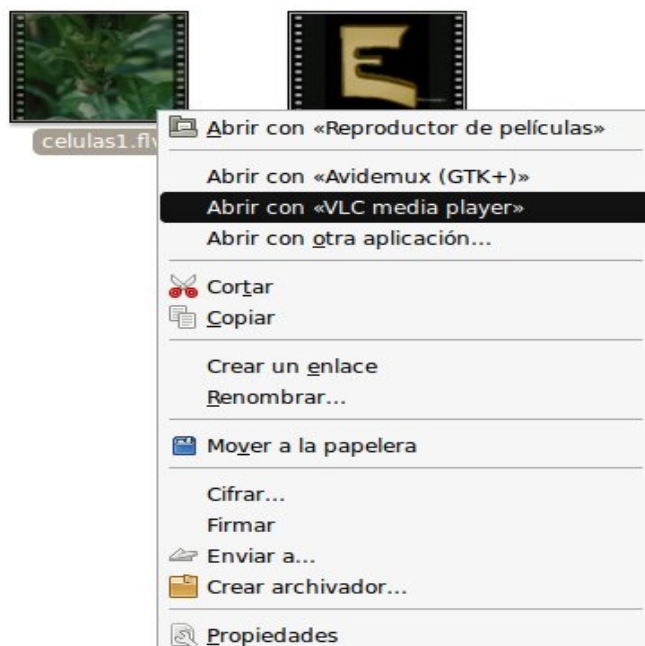 celulas1.flv
Abrir con «Reproductor de películas»
Abrir con «Avidemux (GTK+)»
Abrir con «VLC media player»
Abrir con otra aplicación...
Cortar
Copiar
Crear un enlace
Renombrar...
Mover a la papelera
Cifrar...
Firmar
Enviar a...
Crear archivador...
Propiedades